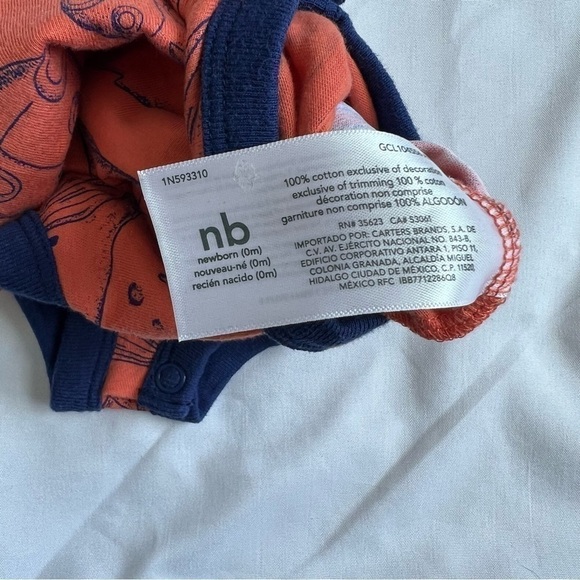 1N593310
nb
newborn (0m)
nouveau-né (0m)
recién nacido (0m)
100% cotton exclusive of decoration
exclusive of trimming 100% cotton
décoration non comprise
garniture non comprise 100% ALGODÓN
RN# 35623 CA# 53061
IMPORTADO POR: CARTERS BRANDS, S.A. DE
C.V. AV. EJÉRCITO NACIONAL NO. 843-B,
EDIFICIO CORPORATIVO ANTARA 1, PISO 11,
COLONIA GRANADA, ALCALDÍA MIGUEL
HIDALGO CIUDAD DE MÉXICO, C.P. 11520,
MÉXICO RFC IBB7712286Q8